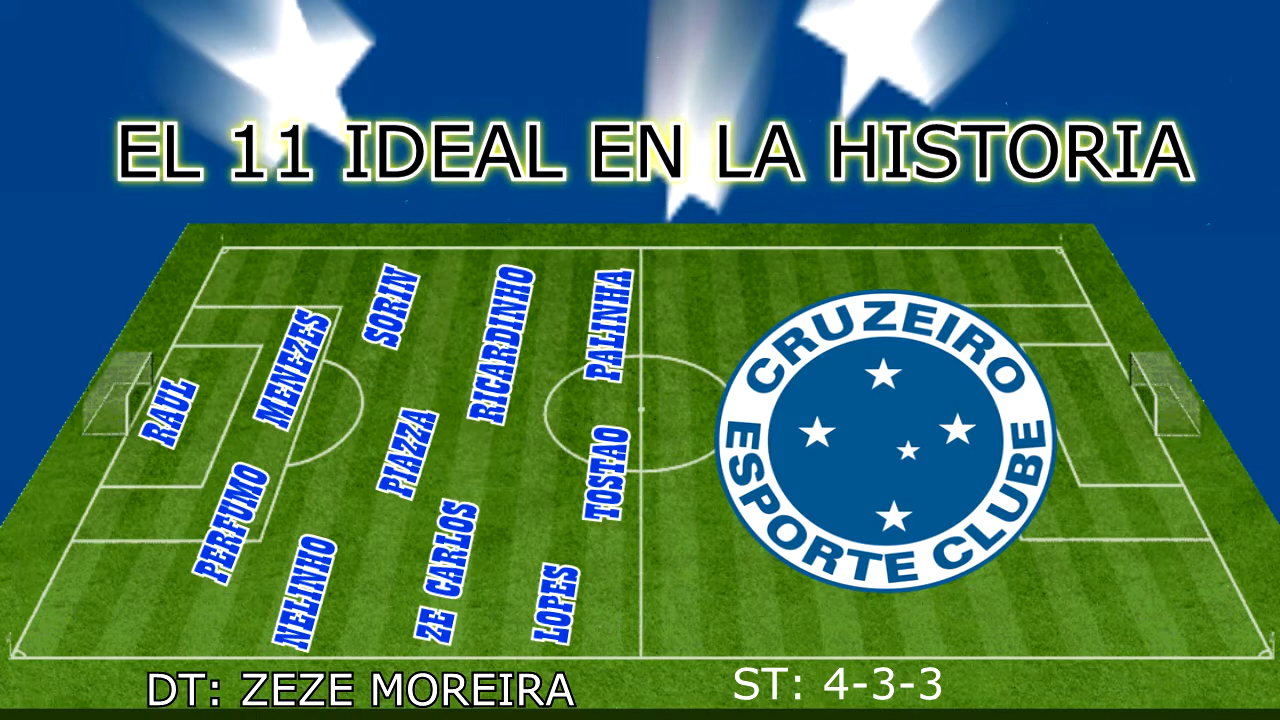 EL 11 IDEAL EN LA HISTORIA
RAUL
MENEZES
PERFUMO
SORIN
NELINHO
PIAZZA
RICARDINHO
ZE CARLOS
PALINHA
TOSTAO
LOPES
CRUZEIRO
ESPORTE CLUBE
DT: ZEZE MOREIRA
ST: 4-3-3